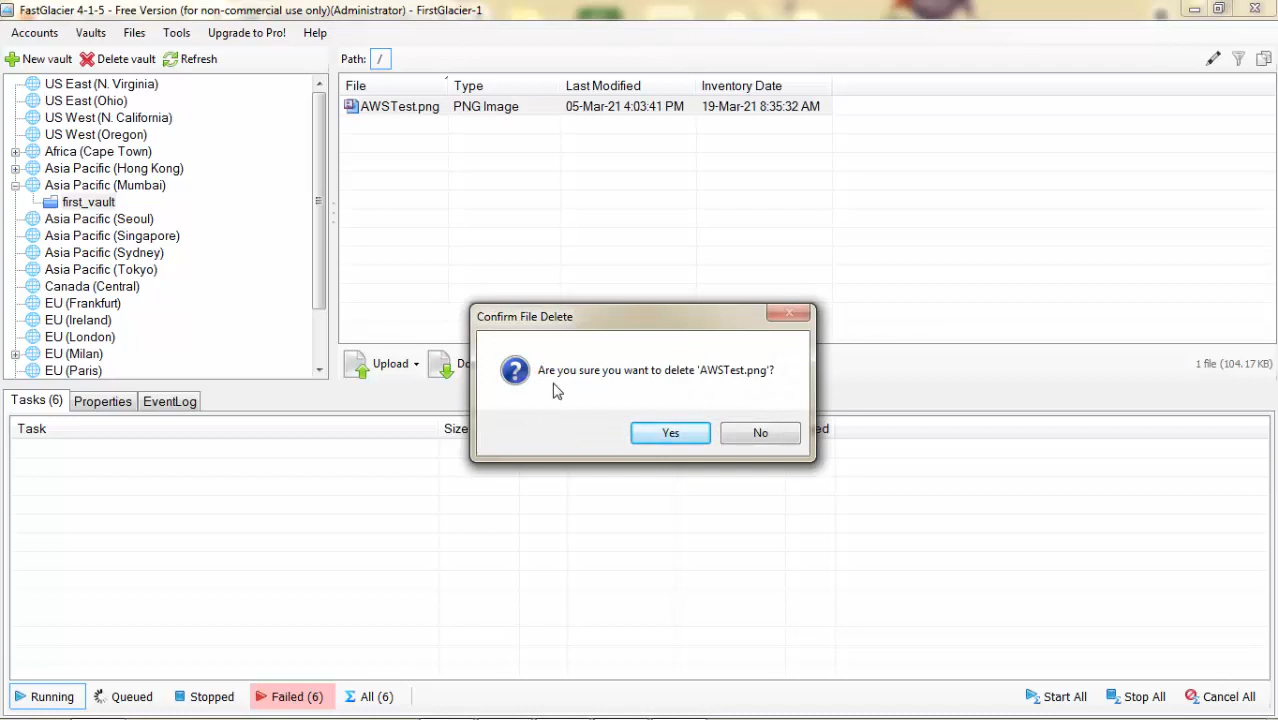 FastGlacier 4-1-5 - Free Version (for non-commercial use only)(Administrator) - FirstGlacier-1
Accounts Vaults Files Tools Upgrade to Pro! Help
New vault Delete vault Refresh
Path: /
US East (N. Virginia)
US East (Ohio)
US West (N. California)
US West (Oregon)
Africa (Cape Town)
Asia Pacific (Hong Kong)
Asia Pacific (Mumbai)
first_vault
Asia Pacific (Seoul)
Asia Pacific (Singapore)
Asia Pacific (Sydney)
Asia Pacific (Tokyo)
Canada (Central)
EU (Frankfurt)
EU (Ireland)
EU (London)
EU (Milan)
EU (Paris)
File Type Last Modified Inventory Date
AWSTest.png PNG Image 05-Mar-21 4:03:41 PM 19-Mar-21 8:35:32 AM
Upload Do 1 file (104.17 KB)
Confirm File Delete
Are you sure you want to delete 'AWSTest.png'?
Yes No
Tasks (6) Properties EventLog
Task Size ed
Running Queued Stopped Failed (6) All (6) Start All Stop All Cancel All